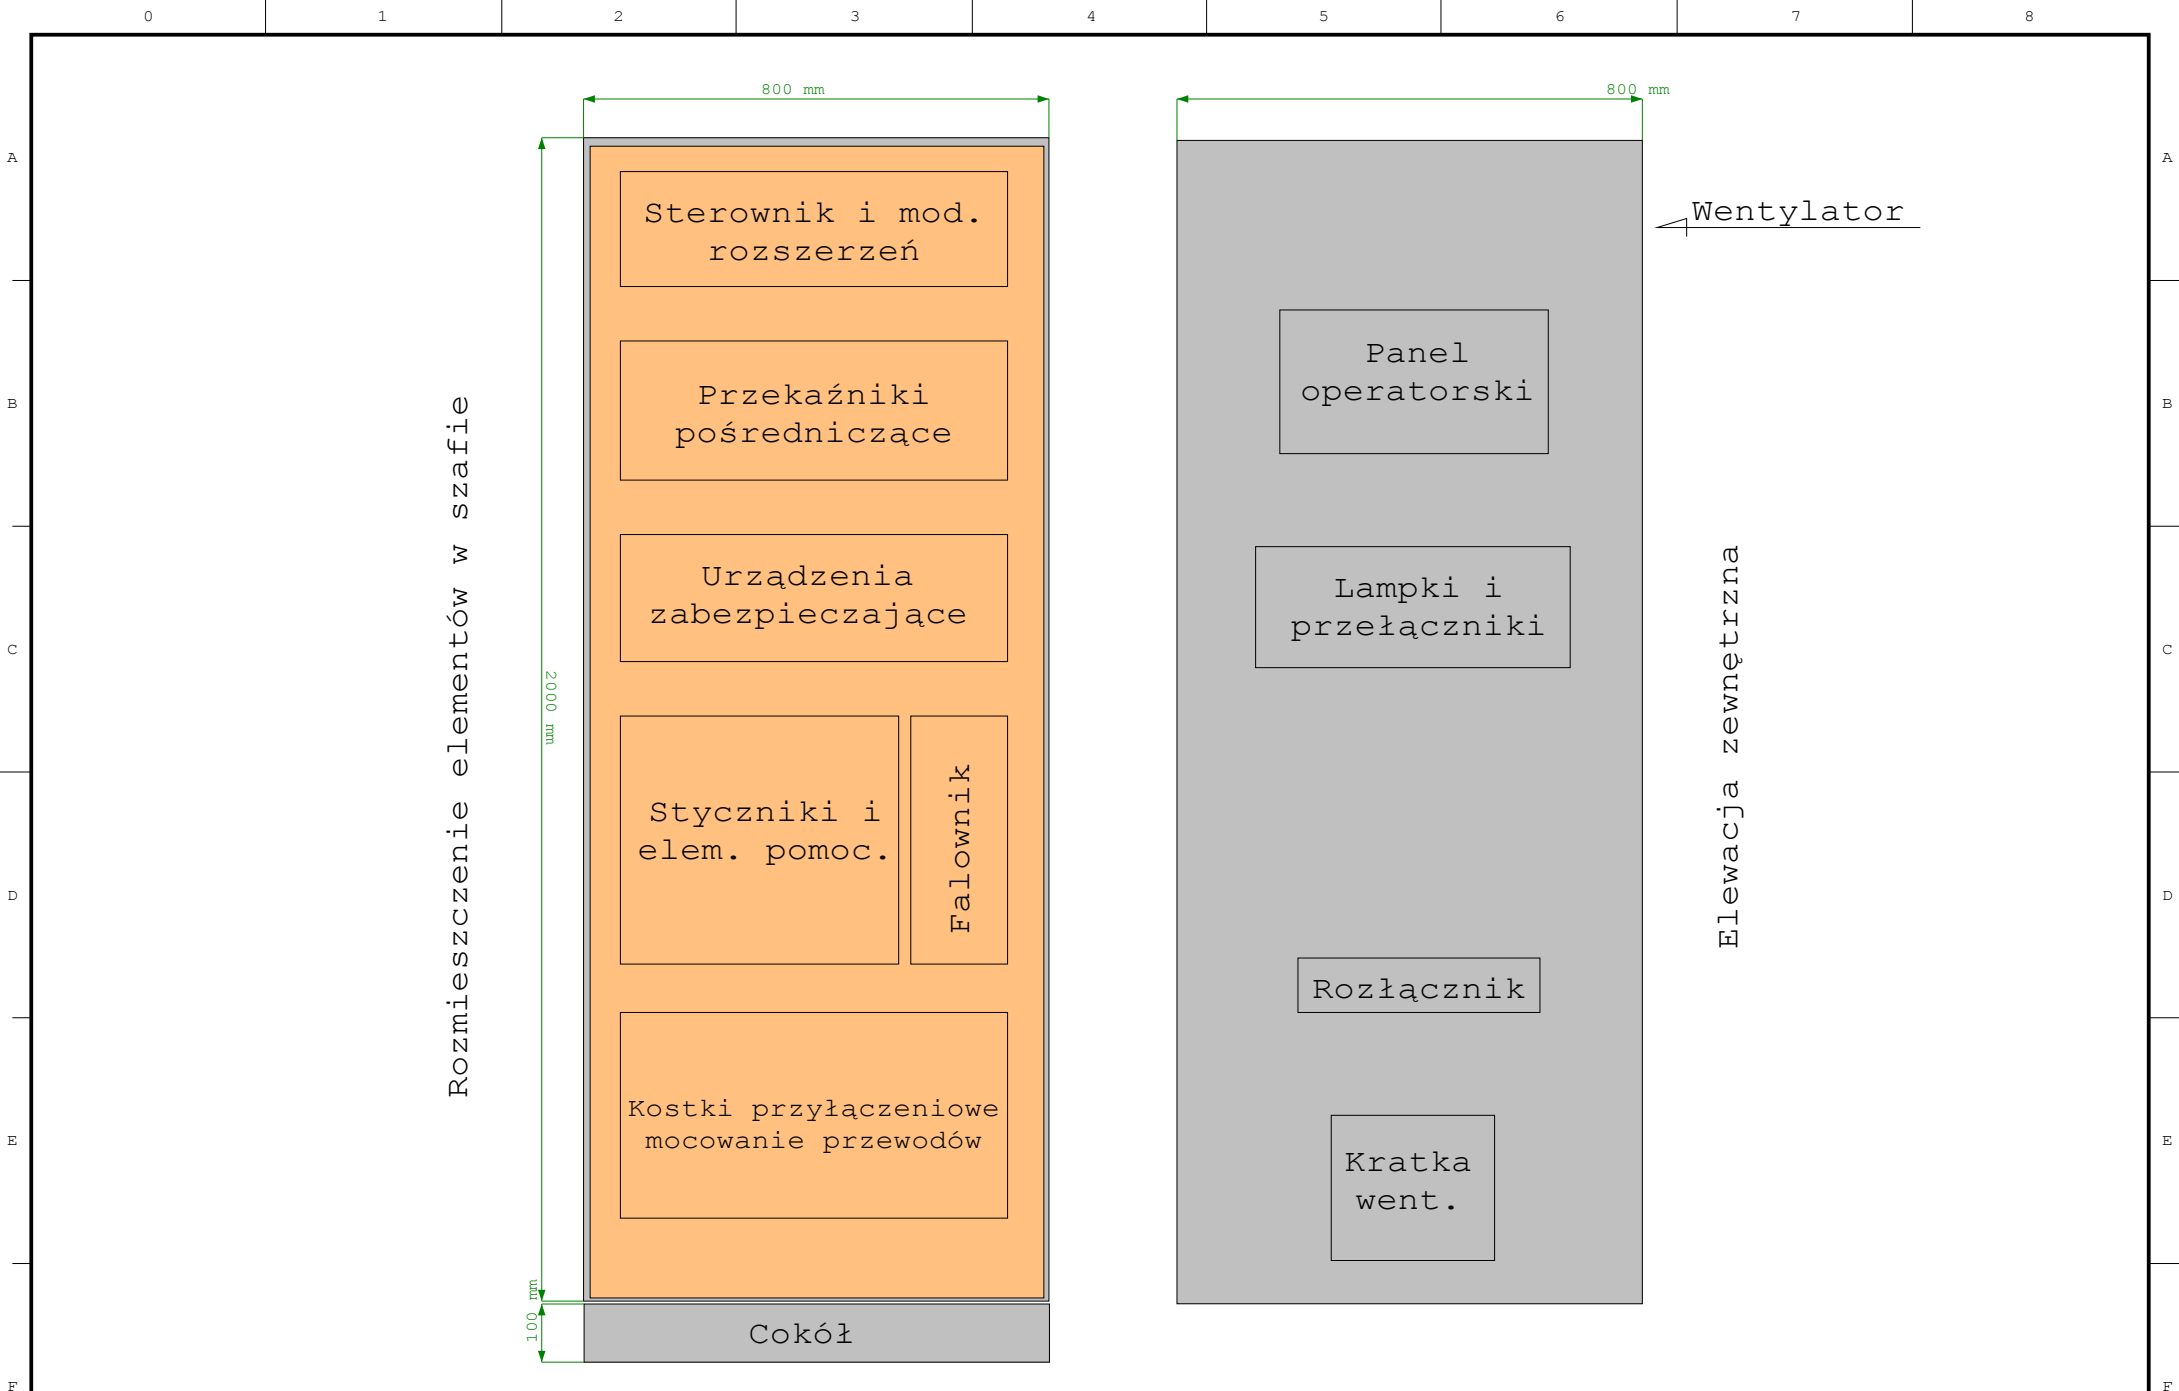 0 1 2 3 4 5 6 7 8
800 mm
800 mm
A
A
Sterownik i mod.
rozszerzeń
Wentylator
Przekaźniki
pośredniczące
Panel
operatorski
B
B
Rozmieszczenie elementów w szafie
Urządzenia
zabezpieczające
Lampki i
przełączniki
C
C
2000 mm
Elewacja zewnętrzna
Styczniki i
elem. pomoc.
Falownik
D
D
Rozłącznik
Kostki przyłączeniowe
mocowanie przewodów
Kratka
went.
E
E
100 mm
Cokół
F
F